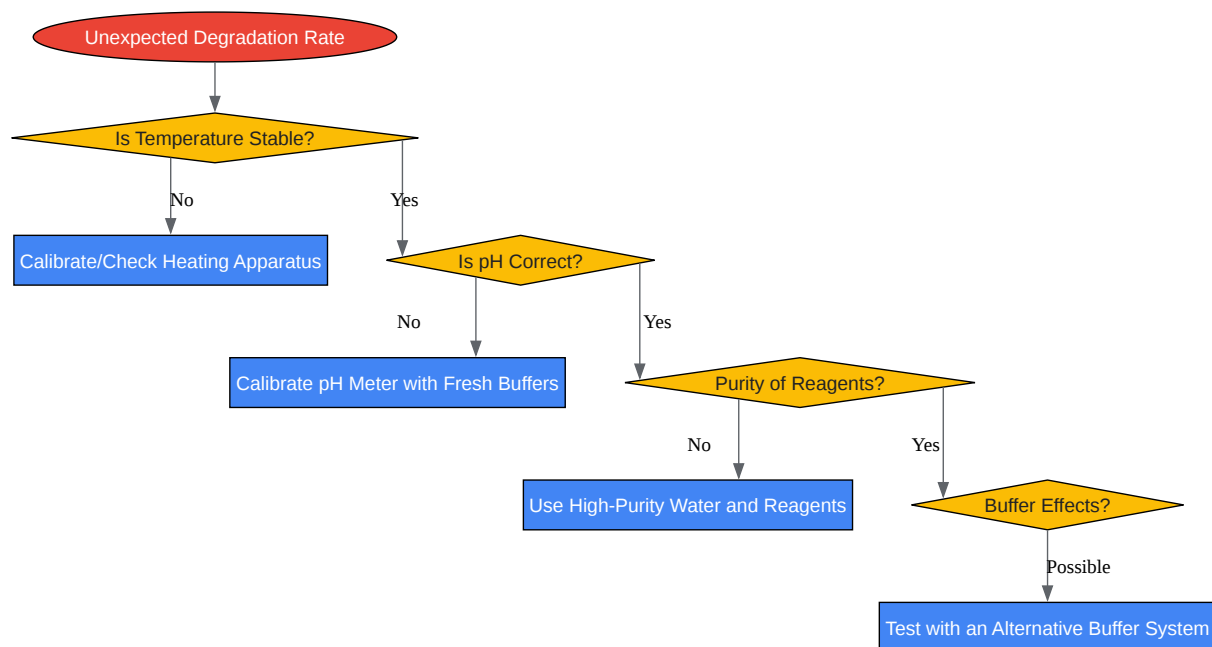 Unexpected Degradation Rate
Is Temperature Stable?
No
Yes
Calibrate/Check Heating Apparatus
Is pH Correct?
No
Yes
Calibrate pH Meter with Fresh Buffers
Purity of Reagents?
No
Yes
Use High-Purity Water and Reagents
Buffer Effects?
Possible
Test with an Alternative Buffer System